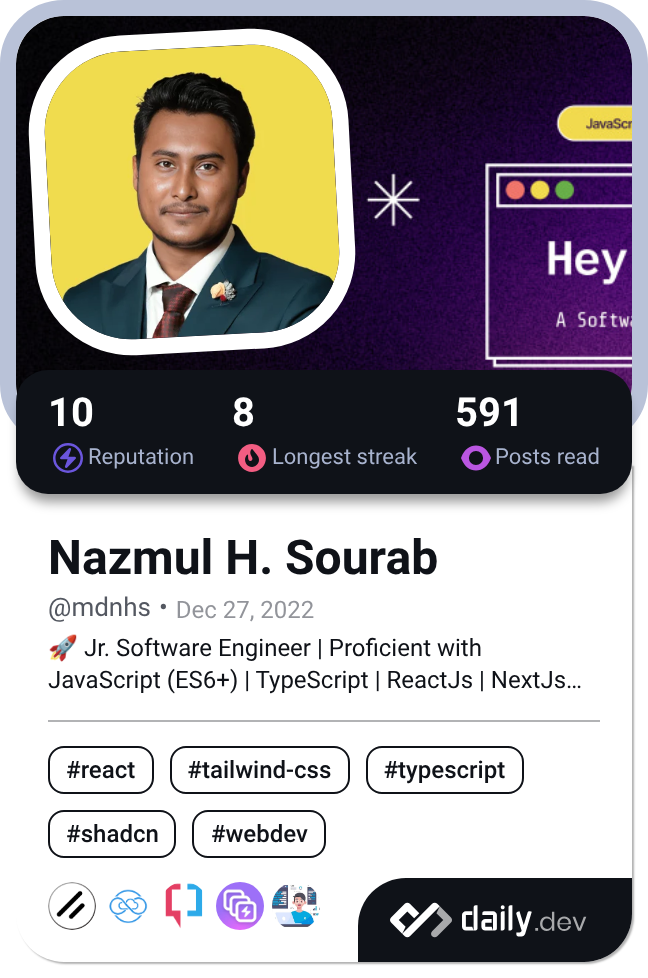 JavaScr
Hey
A Softwa
10 8 591
Reputation Longest streak Posts read
Nazmul H. Sourab
@mdnhs • Dec 27, 2022
🚀 Jr. Software Engineer | Proficient with
JavaScript (ES6+) | TypeScript | ReactJs | NextJs...
#react #tailwind-css #typescript
#shadcn #webdev
daily.dev